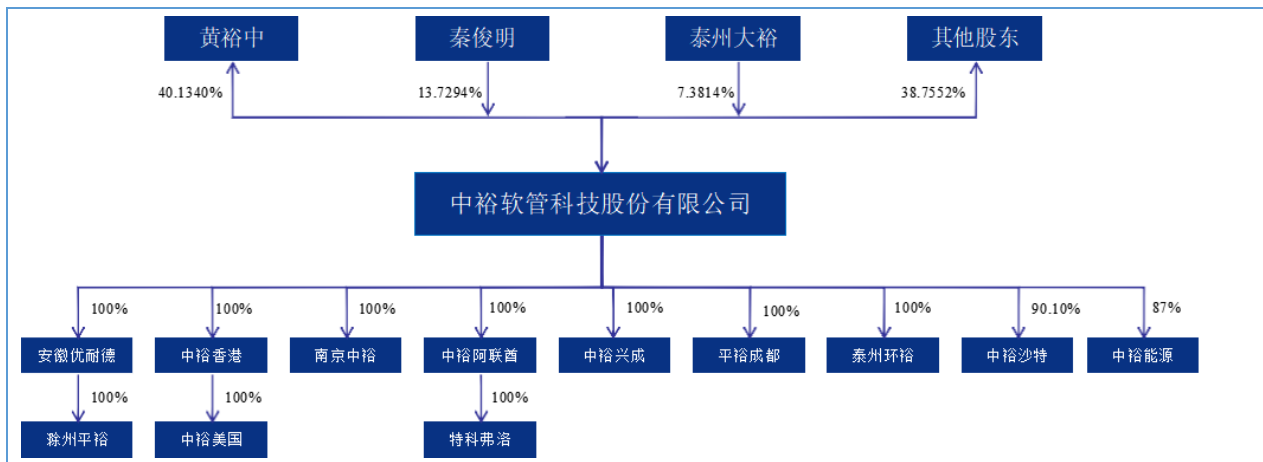 黄裕中 秦俊明 泰州大裕 其他股东
40.1340% 13.7294% 7.3814% 38.7552%
中裕软管科技股份有限公司
100% 100% 100% 100% 100% 100% 100% 90.10% 87%
安徽优耐德 中裕香港 南京中裕 中裕阿联酋 中裕兴成 平裕成都 泰州环裕 中裕沙特 中裕能源
100% 100% 100%
滁州平裕 中裕美国 特科弗洛